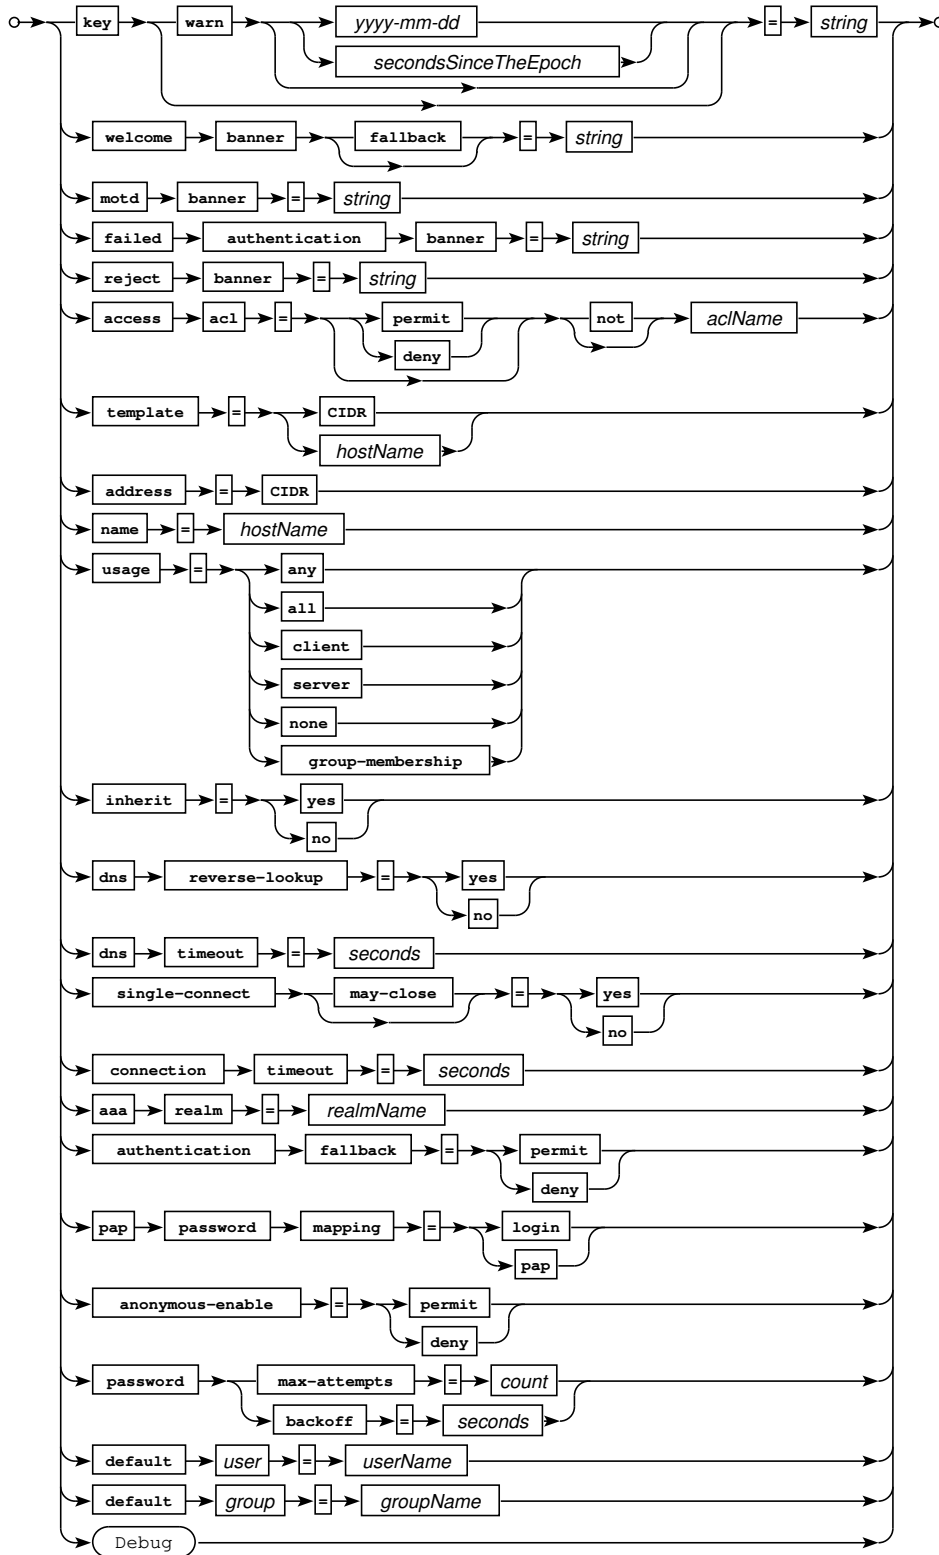 key warn yyyy-mm-dd = string
secondsSinceTheEpoch
welcome banner fallback = string
motd banner = string
failed authentication banner = string
reject banner = string
access acl = permit not aclName
deny
template = CIDR
hostName
address = CIDR
name = hostName
usage = any
all
client
server
none
group-membership
inherit = yes
no
dns reverse-lookup = yes
no
dns timeout = seconds
single-connect may-close = yes
no
connection timeout = seconds
aaa realm = realmName
authentication fallback = permit
deny
pap password mapping = login
pap
anonymous-enable = permit
deny
password max-attempts = count
backoff = seconds
default user = userName
default group = groupName
Debug